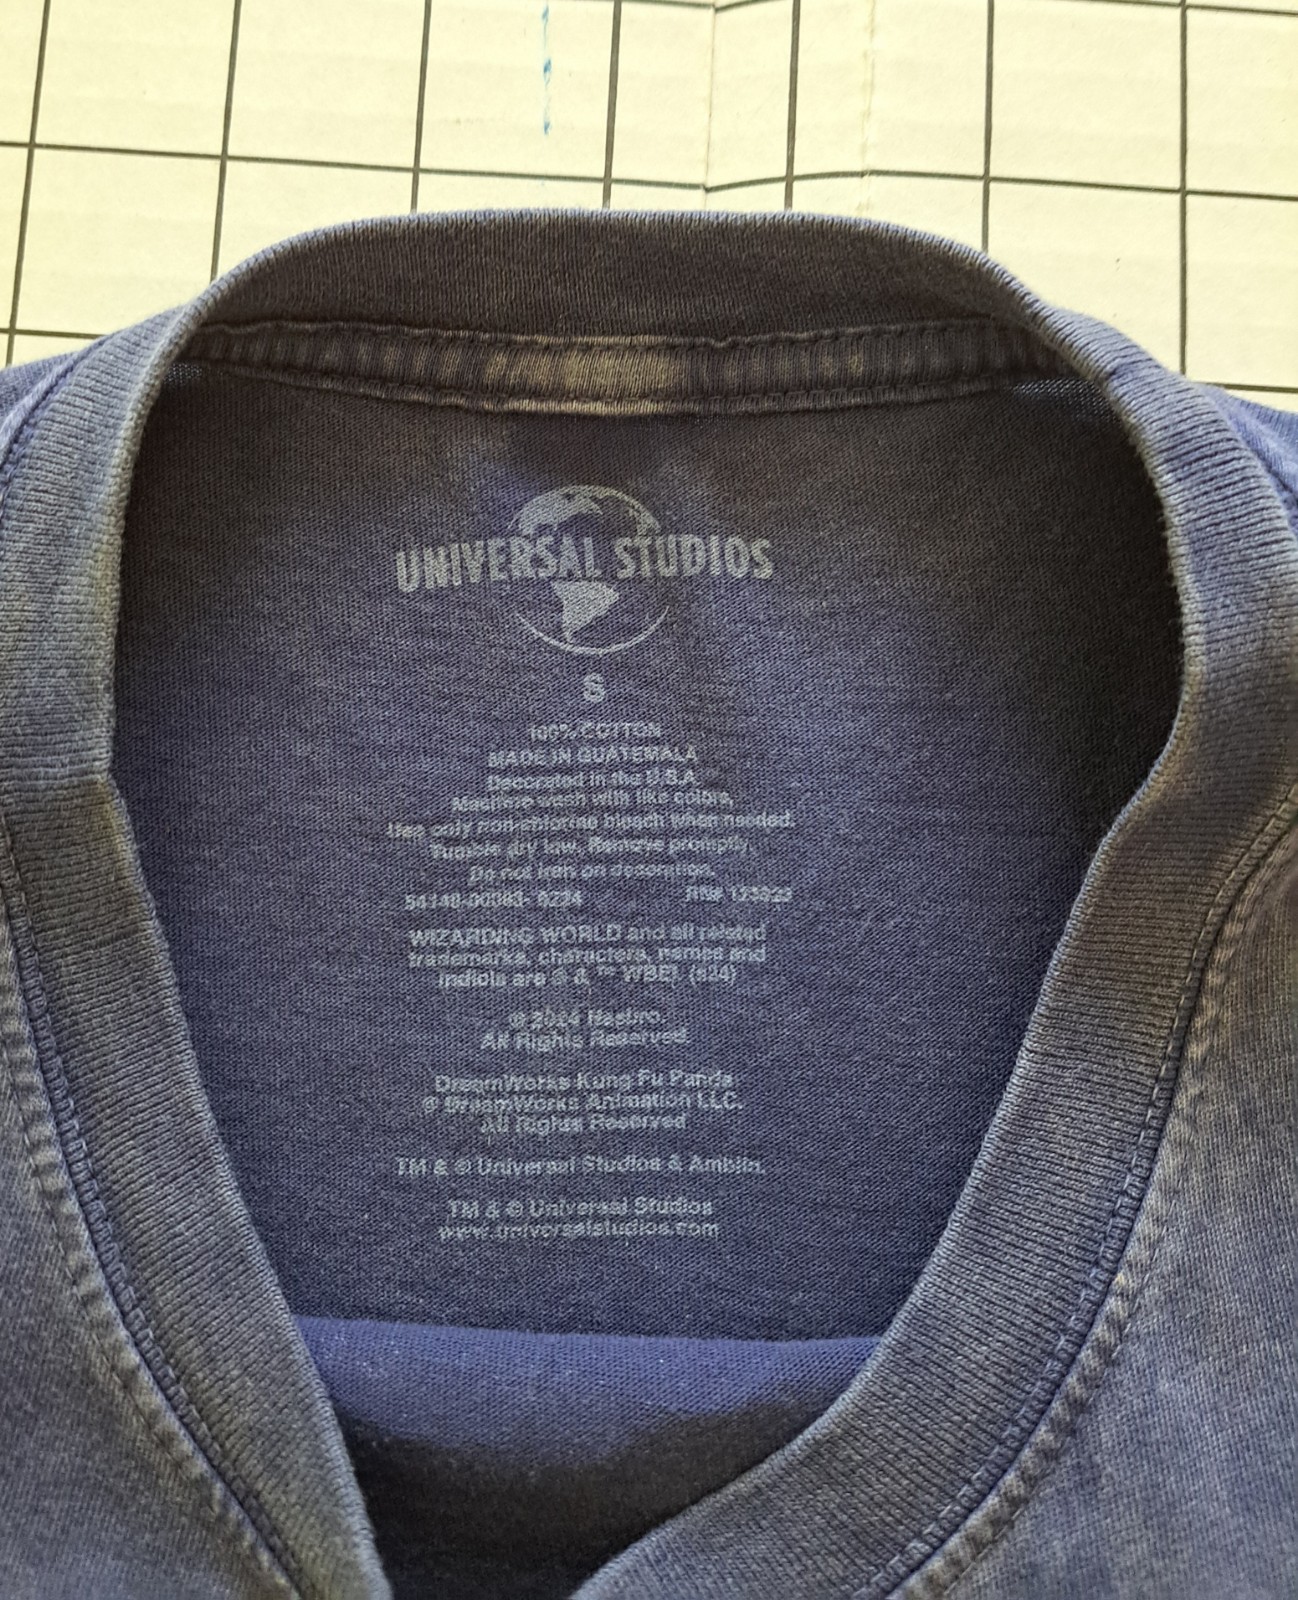 UNIVERSAL STUDIOS
S
100% COTTON
MADE IN GUATEMALA
Decorated in the U.S.A.
Machine wash with like colors,
Use only non-chlorine bleach when needed.
Tumble dry low, Remove promptly,
Do not iron on decoration.
RN#
WIZARDING WORLD and all related
trademarks, characters, names and
indicia are © & ™ WBEI. (s24)
© 2024 Hasbro.
All Rights Reserved.
DreamWorks Kung Fu Panda
© DreamWorks Animation LLC.
All Rights Reserved
TM & © Universal Studios & Amblin.
TM & © Universal Studios
www.universalstudios.com